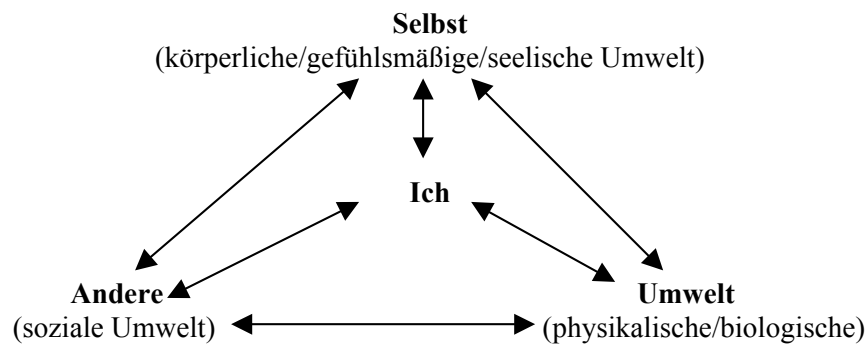 Selbst
(körperliche/gefühlsmäßige/seelische Umwelt)
Ich
Andere
(soziale Umwelt)
Umwelt
(physikalische/biologische)